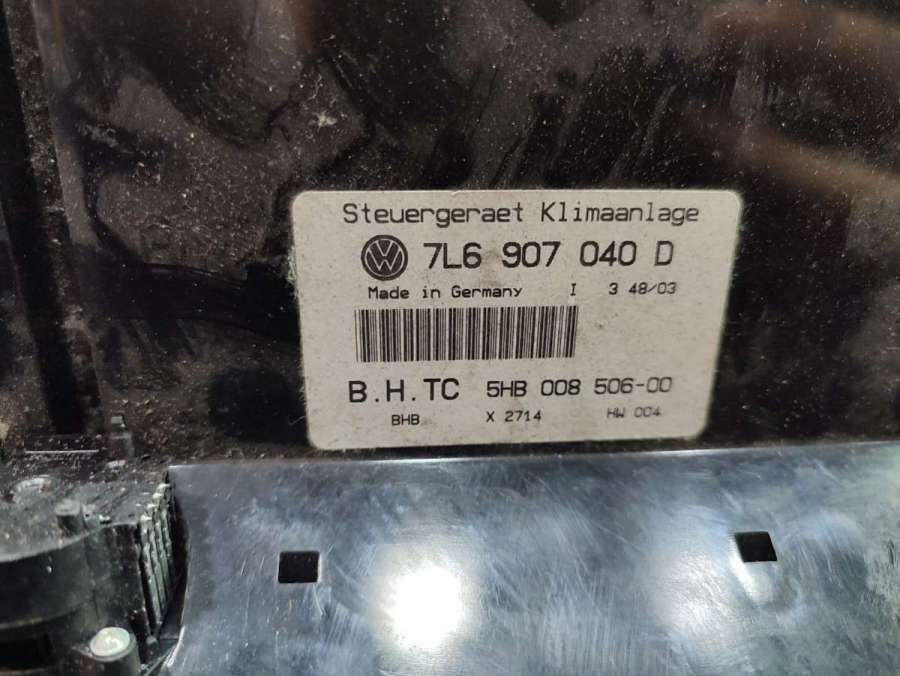 Steuergeraet Klimaanlage
7L6 907 040 D
Made in Germany I 3 48/03
B.H.TC 5HB 008 506-00
BHB X 2714 HW 004